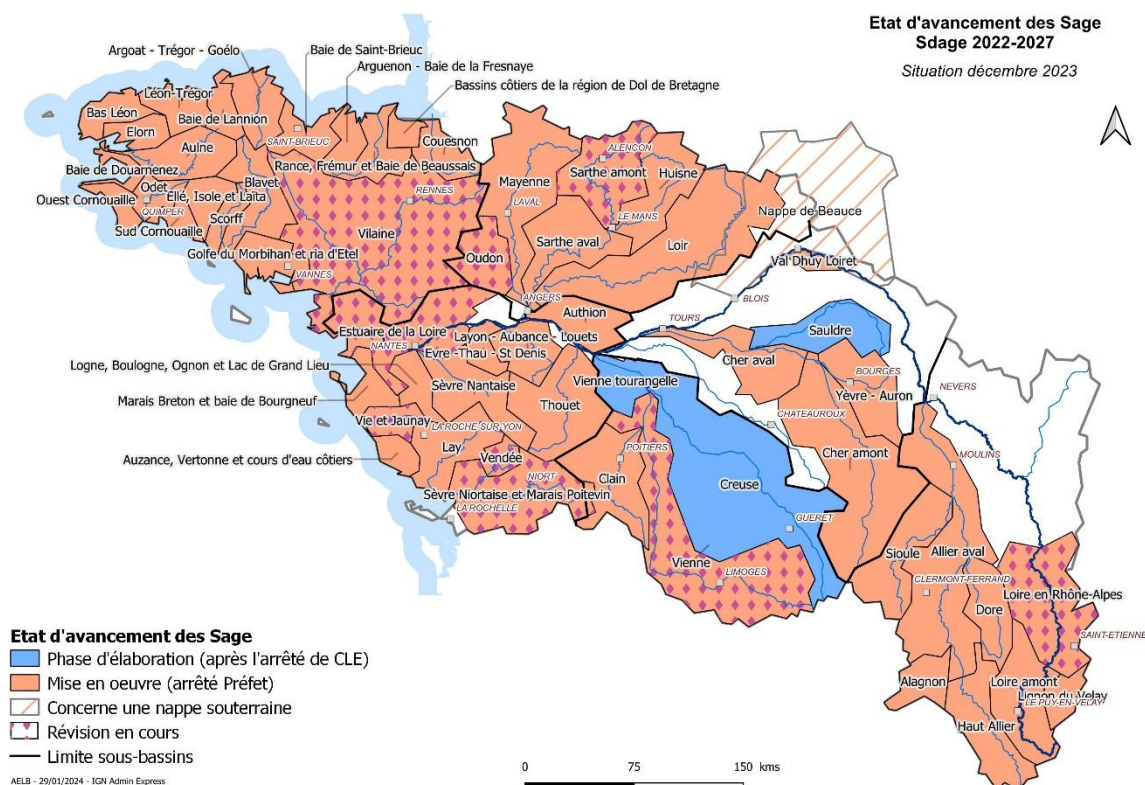 Etat d'avancement des Sage
Sdage 2022-2027
Situation décembre 2023
Argoat - Trégor - Goélo
Baie de Saint-Brieuc
Arguenon - Baie de la Fresnaye
Bassins côtiers de la région de Dol de Bretagne
Léon-Trégor
Bas Léon
Baie de Lannion
Elorn
SAINT-BRIEUC
Couesnon
Aulne
ALENÇON
Baie de Douarnenez
Rance, Frémur et Baie de Beaussais
Sarthe amont
Huisne
Mayenne
Odet
Blavet
RENNES
Ouest Cornouaille
Ellé, Isole et Laïta
LAVAL
QUIMPER
Scorff
LE MANS
Nappe de Beauce
Sud Cornouaille
Vilaine
Sarthe aval
Loir
Golfe du Morbihan et ria d'Etel
Oudon
Val Dhuy Loiret
VANNES
ANGERS
BLOIS
Authion
TOURS
Estuaire de la Loire
Layon - Aubance - Louets
Sauldre
NANTES
Evre -Thau - St Denis
Cher aval
Logne, Boulogne, Ognon et Lac de Grand Lieu
BOURGES
Sèvre Nantaise
Vienne tourangelle
Yèvre - Auron
NEVERS
Marais Breton et baie de Bourgneuf
Thouet
CHATEAUROUX
Vie et Jaunay
LA ROCHE-SUR-YON
POITIERS
Lay
Cher amont
MOULINS
Auzance, Vertonne et cours d'eau côtiers
Vendée
NIORT
Clain
Creuse
Sèvre Niortaise et Marais Poitevin
LA ROCHELLE
GUERET
Sioule
Allier aval
Vienne
LIMOGES
CLERMONT-FERRAND
Loire en Rhône-Alpes
Dore
SAINT-ETIENNE
Alagnon
Loire amont
Lignon du Velay
LE PUY-EN-VELAY
Haut Allier
Etat d'avancement des Sage
Phase d'élaboration (après l'arrêté de CLE)
Mise en oeuvre (arrêté Préfet)
Concerne une nappe souterraine
Révision en cours
Limite sous-bassins
AELB - 29/01/2024 - IGN Admin Express
0 75 150 kms